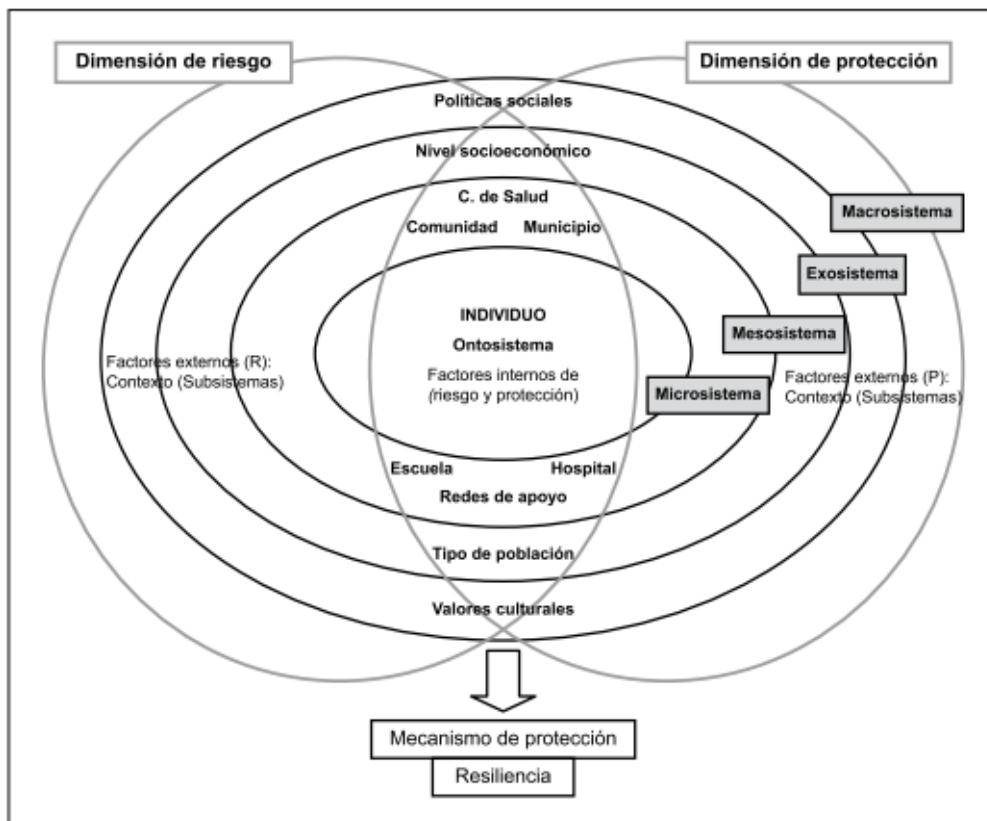 Dimensión de riesgo
Dimensión de protección
Políticas sociales
Nivel socioeconómico
C. de Salud
Comunidad Municipio
Macrosistema
Exosistema
INDIVIDUO
Ontosistema
Mesosistema
Factores externos (R):
Contexto (Subsistemas)
Factores internos de
(riesgo y protección)
Microsistema
Factores externos (P):
Contexto (Subsistemas)
Escuela Hospital
Redes de apoyo
Tipo de población
Valores culturales
Mecanismo de protección
Resiliencia